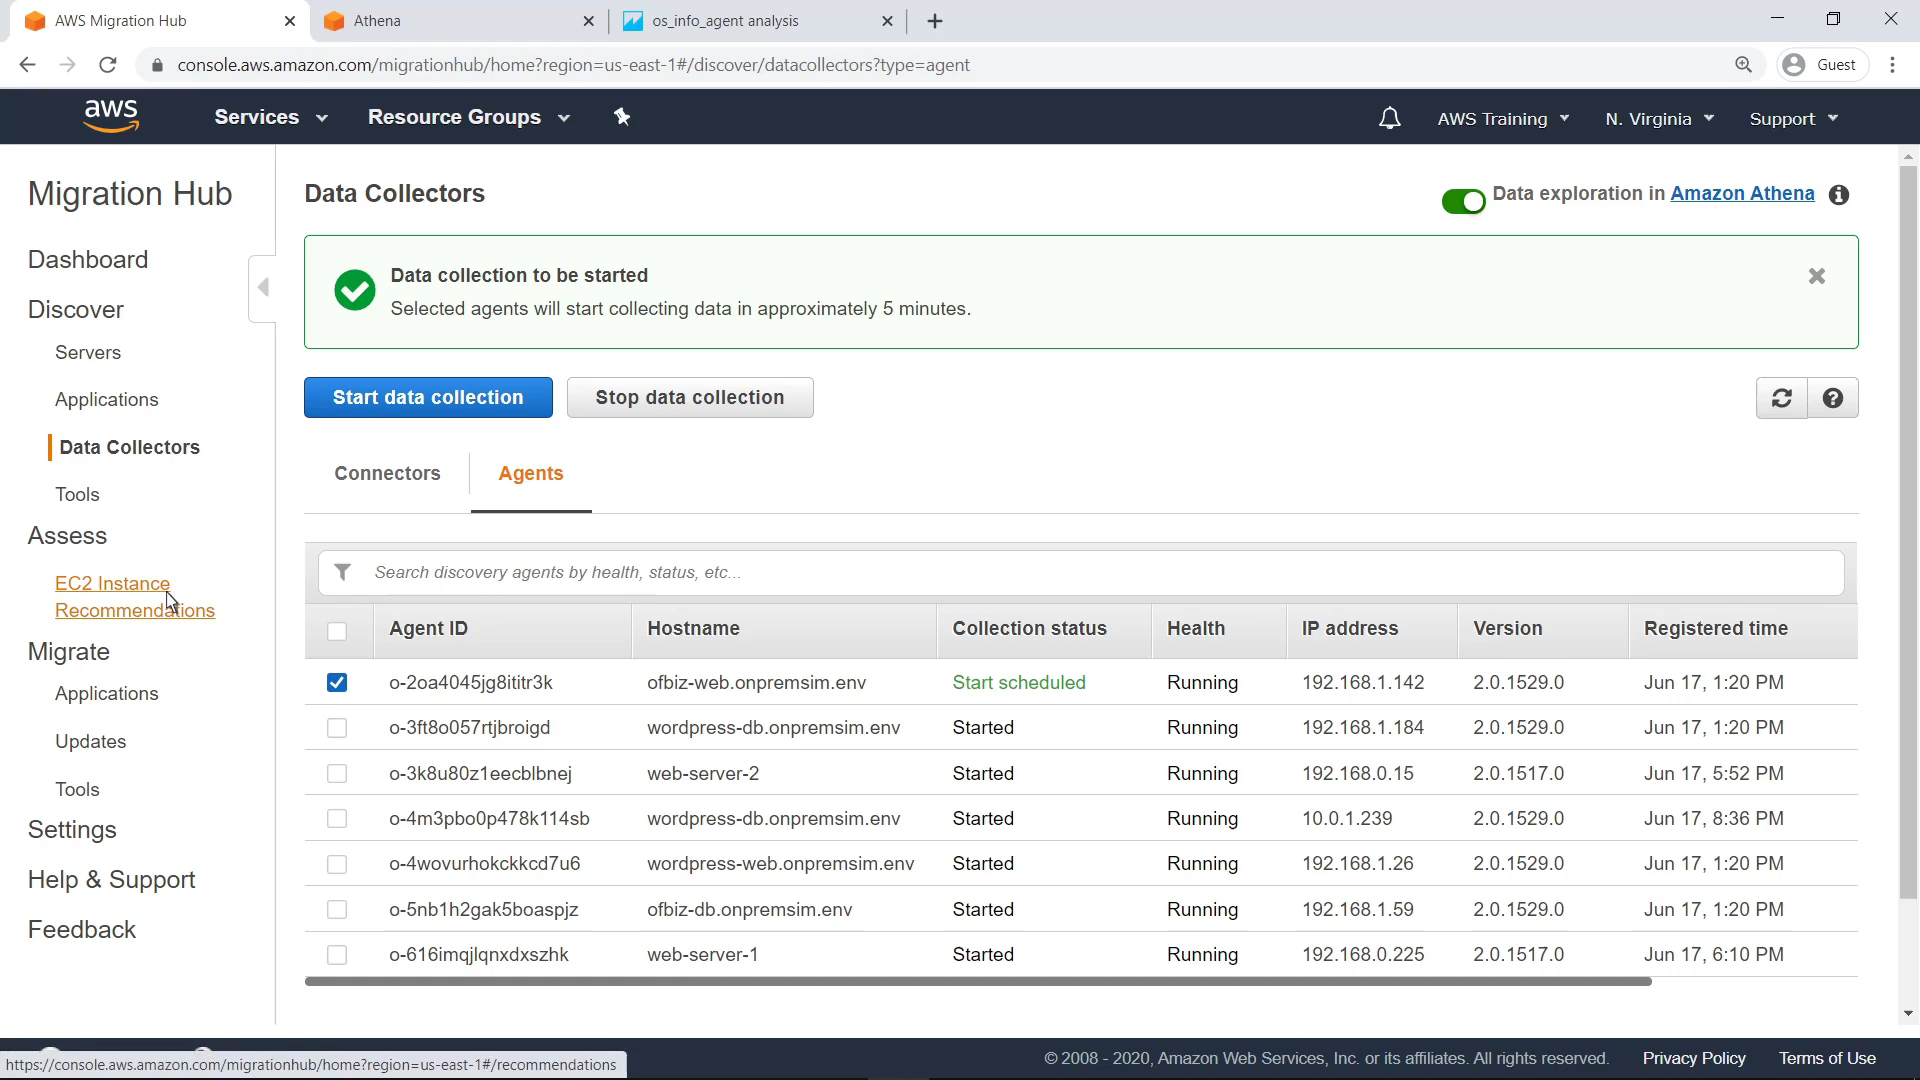 AWS Migration Hub
Athena
os_info_agent analysis
console.aws.amazon.com/migrationhub/home?region=us-east-1#/discover/datacollectors?type=agent
Guest
aws
Services
Resource Groups
AWS Training
N. Virginia
Support
Migration Hub
Dashboard
Discover
Servers
Applications
Data Collectors
Tools
Assess
EC2 Instance
Recommendations
Migrate
Applications
Updates
Tools
Settings
Help & Support
Feedback
Data Collectors
Data exploration in Amazon Athena
Data collection to be started
Selected agents will start collecting data in approximately 5 minutes.
Start data collection
Stop data collection
Connectors
Agents
Search discovery agents by health, status, etc...
Agent ID Hostname Collection status Health IP address Version Registered time
o-2oa4045jg8ititr3k ofbiz-web.onpremsim.env Start scheduled Running 192.168.1.142 2.0.1529.0 Jun 17, 1:20 PM
o-3ft8o057rtjbroigd wordpress-db.onpremsim.env Started Running 192.168.1.184 2.0.1529.0 Jun 17, 1:20 PM
o-3k8u80z1eecblbnej web-server-2 Started Running 192.168.0.15 2.0.1517.0 Jun 17, 5:52 PM
o-4m3pbo0p478k114sb wordpress-db.onpremsim.env Started Running 10.0.1.239 2.0.1529.0 Jun 17, 8:36 PM
o-4wovurhokckkcd7u6 wordpress-web.onpremsim.env Started Running 192.168.1.26 2.0.1529.0 Jun 17, 1:20 PM
o-5nb1h2gak5boaspjz ofbiz-db.onpremsim.env Started Running 192.168.1.59 2.0.1529.0 Jun 17, 1:20 PM
o-616imqjlqnxdxszhk web-server-1 Started Running 192.168.0.225 2.0.1517.0 Jun 17, 6:10 PM
https://console.aws.amazon.com/migrationhub/home?region=us-east-1#/recommendations
© 2008 - 2020, Amazon Web Services, Inc. or its affiliates. All rights reserved.
Privacy Policy
Terms of Use